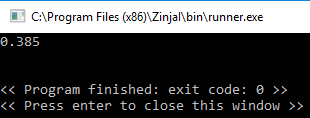 C:\Program Files (x86)\Zinjal\bin\runner.exe
0.385
<< Program finished: exit code: 0 >>
<< Press enter to close this window >>